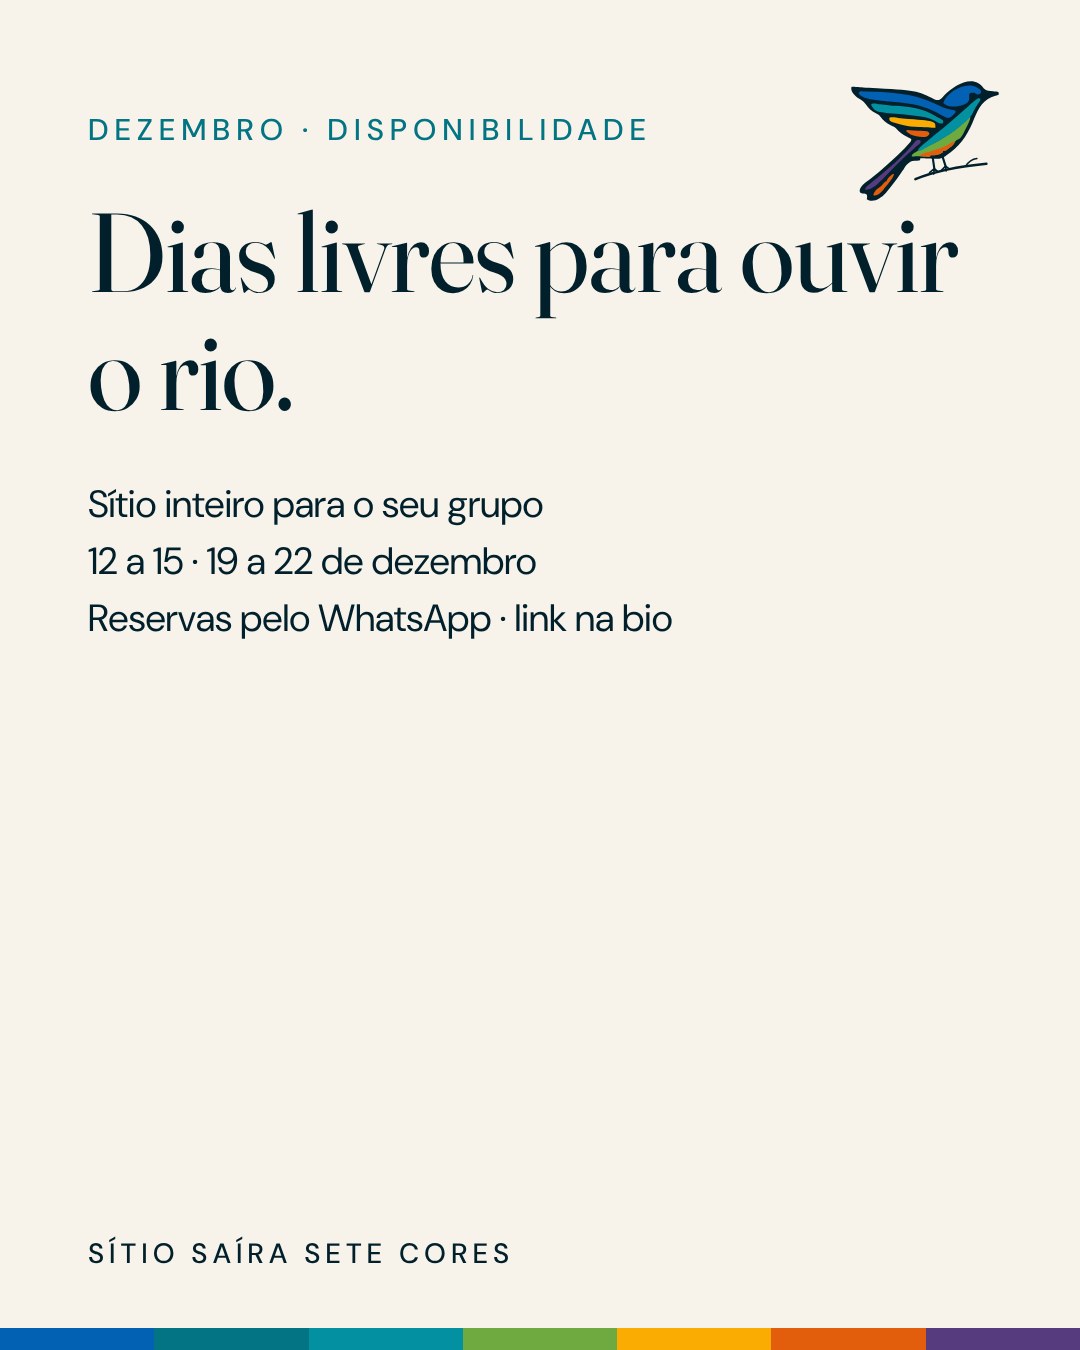 DEZEMBRO · DISPONIBILIDADE
Dias livres para ouvir
o rio.
Sítio inteiro para o seu grupo
12 a 15 · 19 a 22 de dezembro
Reservas pelo WhatsApp · link na bio
SÍTIO SAÍRA SETE CORES